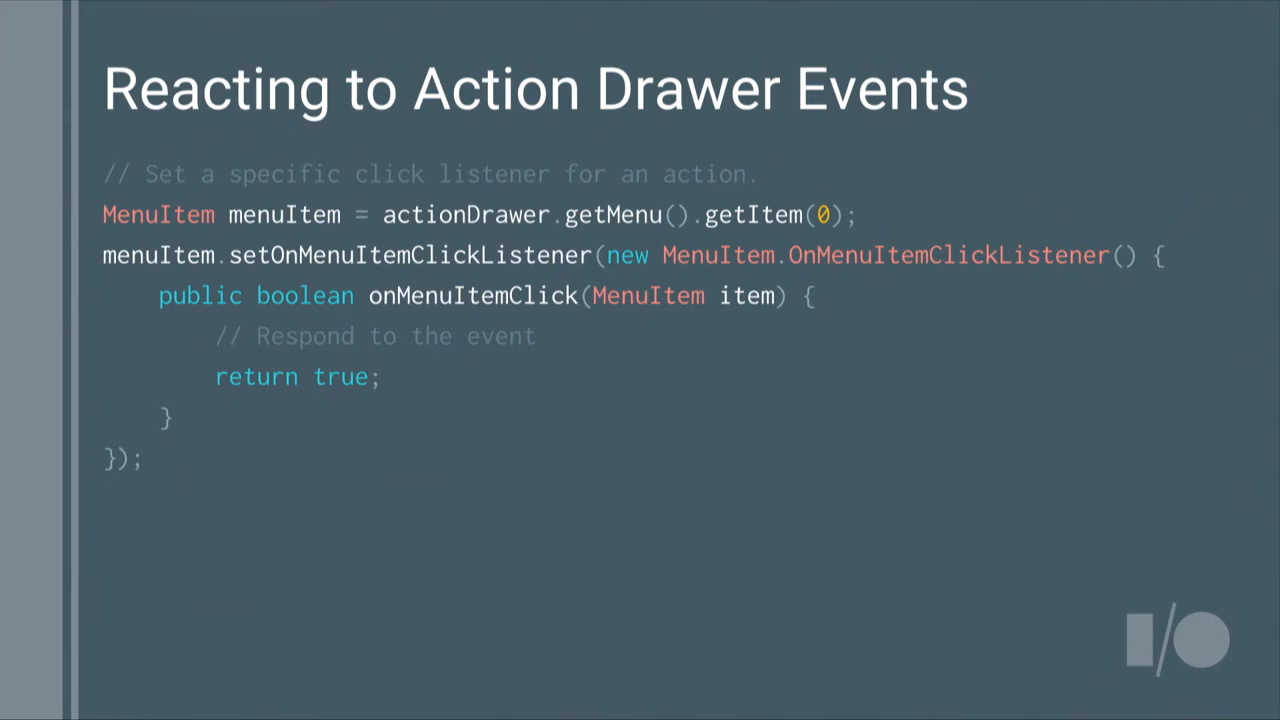 Reacting to Action Drawer Events
// Set a specific click listener for an action.
MenuItem menuItem = actionDrawer.getMenu().getItem(0);
menuItem.setOnMenuItemClickListener(new MenuItem.OnMenuItemClickListener() {
    public boolean onMenuItemClick(MenuItem item) {
        // Respond to the event
        return true;
    }
});
I/O